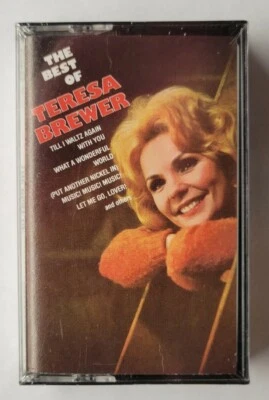 THE
BEST
OF
TERESA
BREWER
TILL I WALTZ AGAIN
WITH YOU
WHAT A WONDERFUL
WORLD
(PUT ANOTHER NICKEL IN)
MUSIC! MUSIC! MUSIC!
LET ME GO, LOVER!
and others